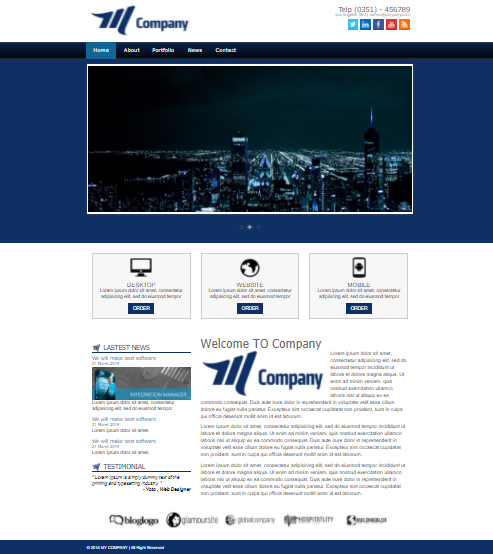 Company
Telp (0351) - 456789
Home About Portfolio News Contact
DESKTOP
Lorem ipsum dolor sit amet, consectetur
adipisicing elit, sed do eiusmod tempor
ORDER
WEBSITE
Lorem ipsum dolor sit amet, consectetur
adipisicing elit, sed do eiusmod tempor
ORDER
MOBILE
Lorem ipsum dolor sit amet, consectetur
adipisicing elit, sed do eiusmod tempor
ORDER
LASTEST NEWS
We will make best software
21 Maret 2014
INTEGRATION MANAGER
Lorem ipsum dolor sit amet, consectetur
adipisicing elit, sed do eiusmod tempor
We will make best software
21 Maret 2014
Lorem ipsum dolor sit amet.
We will make best software
21 Maret 2014
Lorem ipsum dolor sit amet.
TESTIMONIAL
" Lorem Ipsum is simply dummy text of the
printing and typesetting industry "
Web Designer
Welcome TO Company
Company
Lorem ipsum dolor sit amet,
consectetur adipisicing elit, sed
do eiusmod tempor incididunt ut
labore et dolore magna aliqua. Ut
enim ad minim veniam, quis
nostrud exercitation ullamco
laboris nisi ut aliquip ex ea
commodo consequat. Duis aute irure dolor in reprehenderit in voluptate velit esse cillum
dolore eu fugiat nulla pariatur. Excepteur sint occaecat cupidatat non proident, sunt in culpa
qui officia deserunt mollit anim id est laborum.
Lorem ipsum dolor sit amet, consectetur adipisicing elit, sed do eiusmod tempor incididunt ut
labore et dolore magna aliqua. Ut enim ad minim veniam, quis nostrud exercitation ullamco
laboris nisi ut aliquip ex ea commodo consequat. Duis aute irure dolor in reprehenderit in
voluptate velit esse cillum dolore eu fugiat nulla pariatur. Excepteur sint occaecat cupidatat
non proident, sunt in culpa qui officia deserunt mollit anim id est laborum.
Lorem ipsum dolor sit amet, consectetur adipisicing elit, sed do eiusmod tempor incididunt ut
labore et dolore magna aliqua. Ut enim ad minim veniam, quis nostrud exercitation ullamco
laboris nisi ut aliquip ex ea commodo consequat. Duis aute irure dolor in reprehenderit in
voluptate velit esse cillum dolore eu fugiat nulla pariatur. Excepteur sint occaecat cupidatat
non proident, sunt in culpa qui officia deserunt mollit anim id est laborum.
bloglogo glamoursite globalcompany HOSPITATLITY
© 2014 MY COMPANY | All Right Reserved